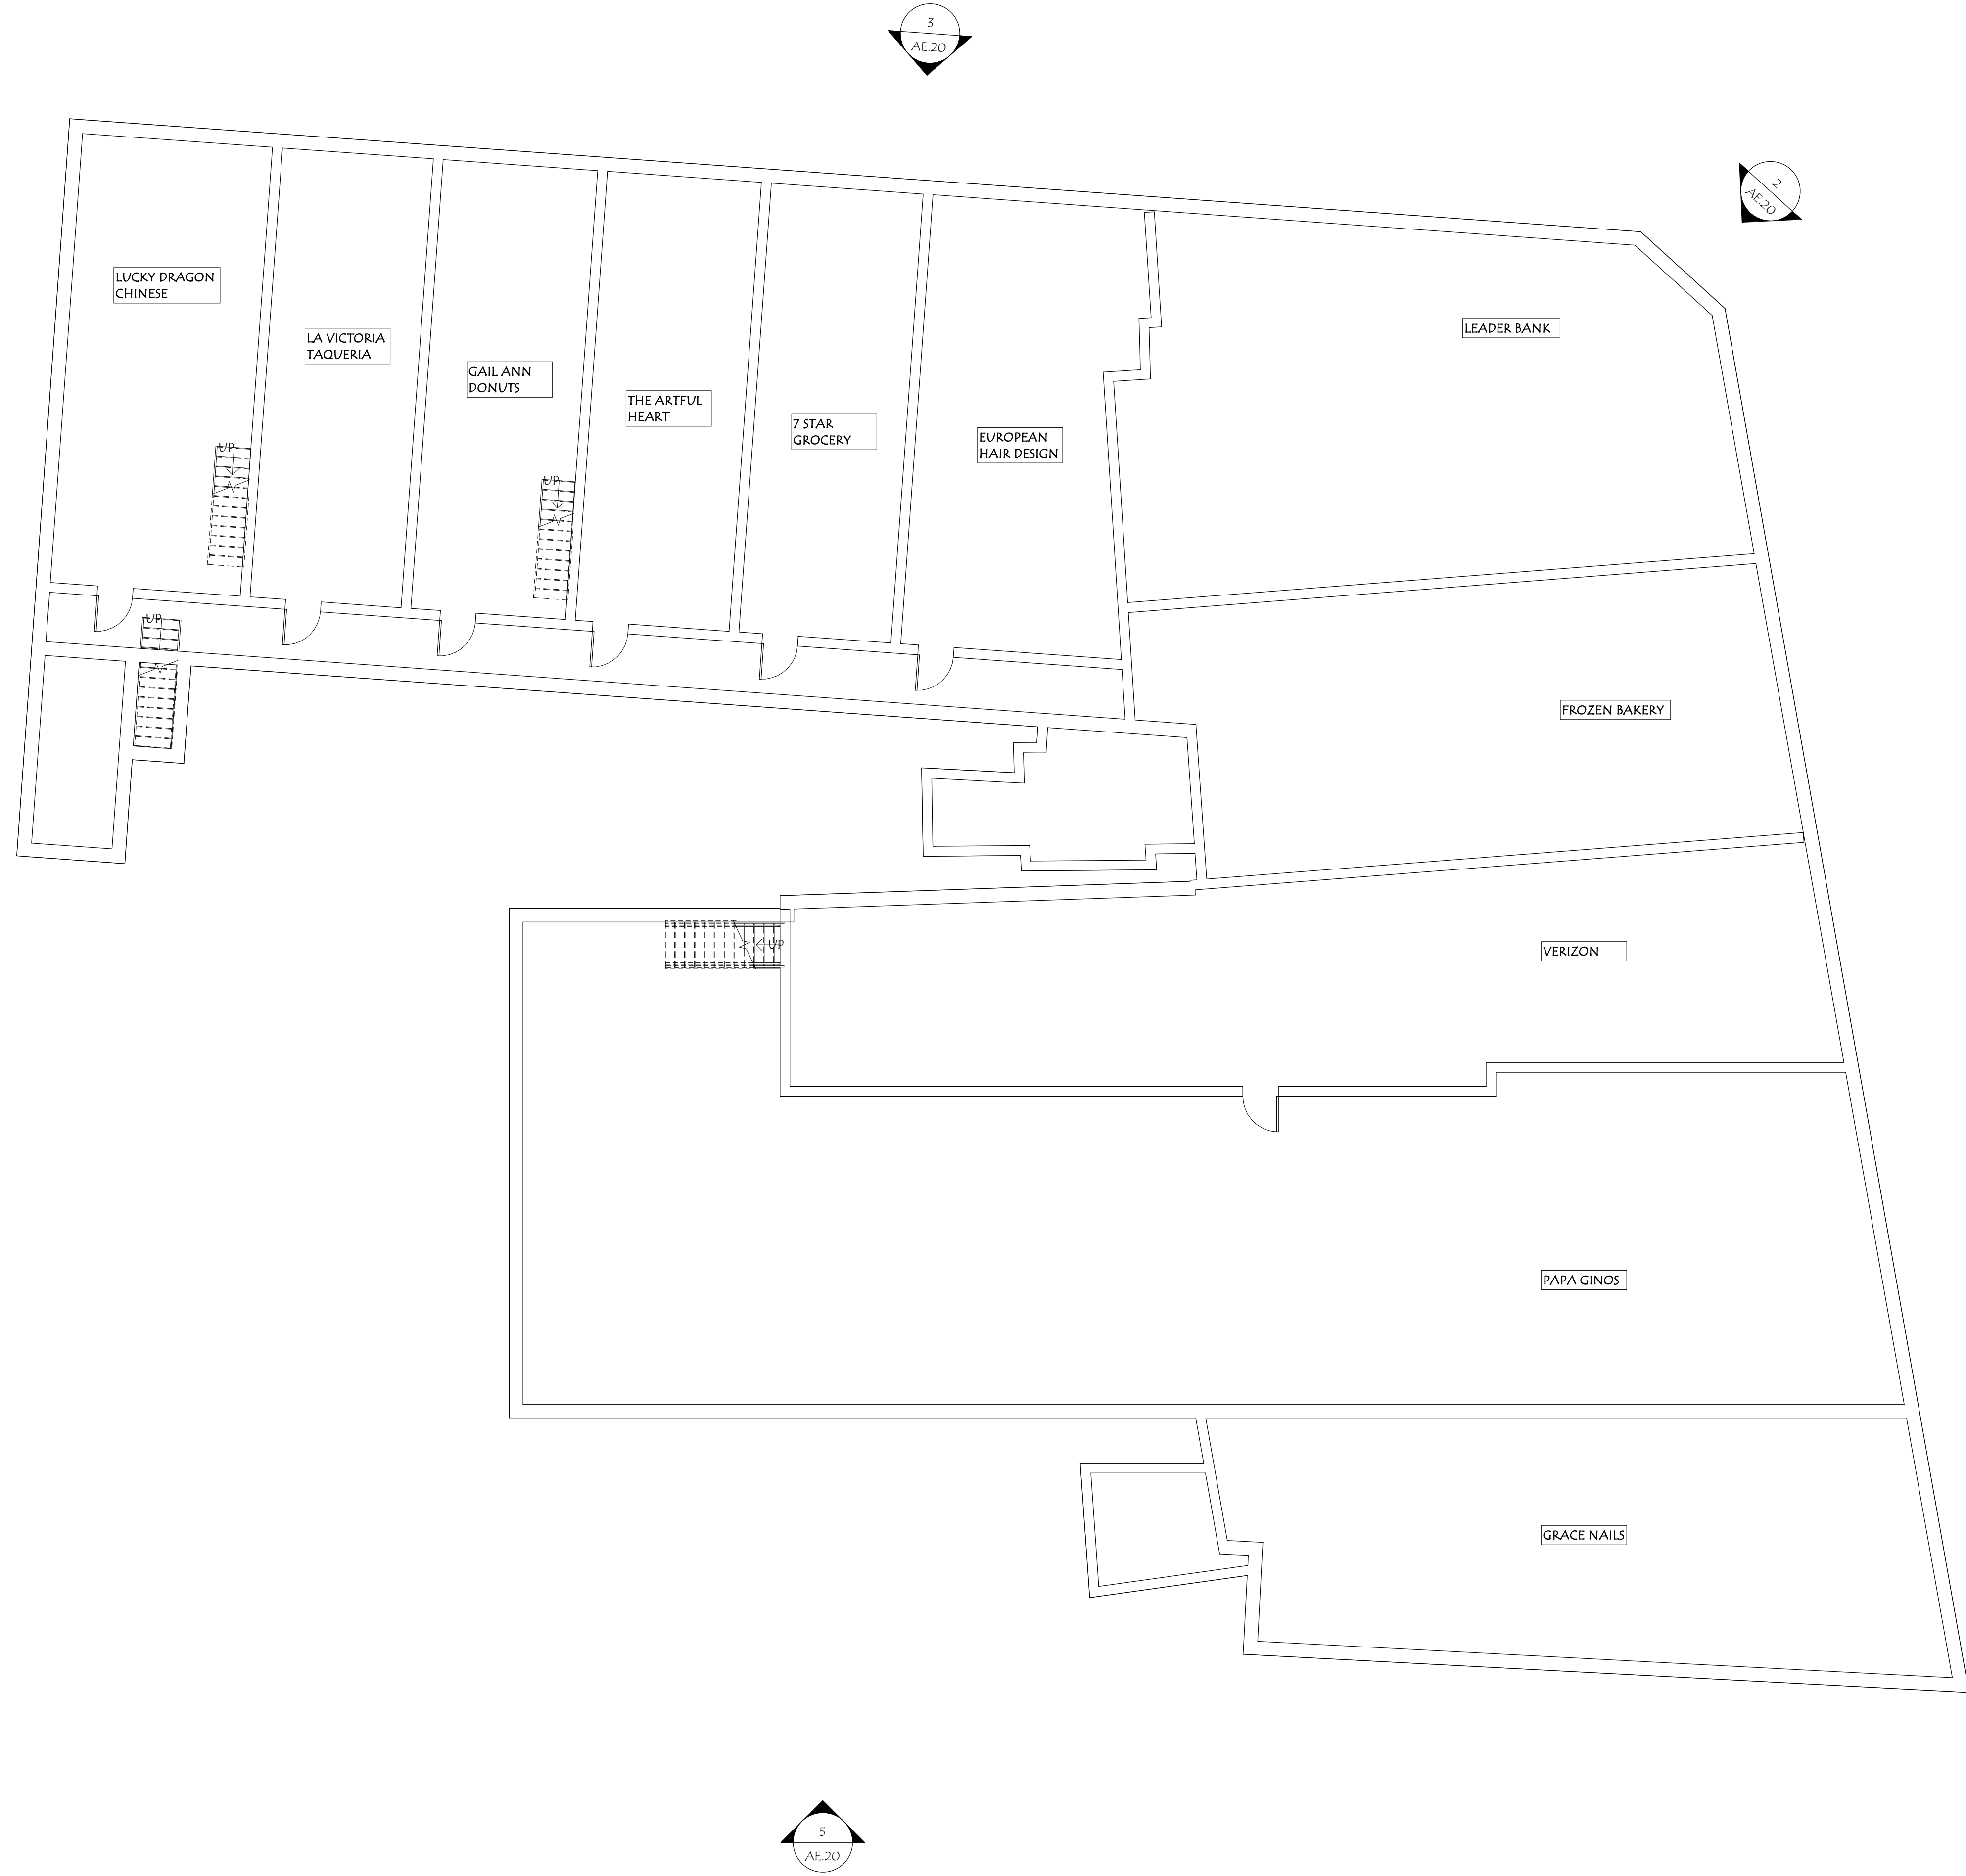 3
AE.20
2
AE.20
LUCKY DRAGON
CHINESE
LA VICTORIA
TAQUERIA
GAIL ANN
DONUTS
THE ARTFUL
HEART
7 STAR
GROCERY
EUROPEAN
HAIR DESIGN
LEADER BANK
UP
UP
UP
FROZEN BAKERY
UP
VERIZON
PAPA GINOS
GRACE NAILS
5
AE.20